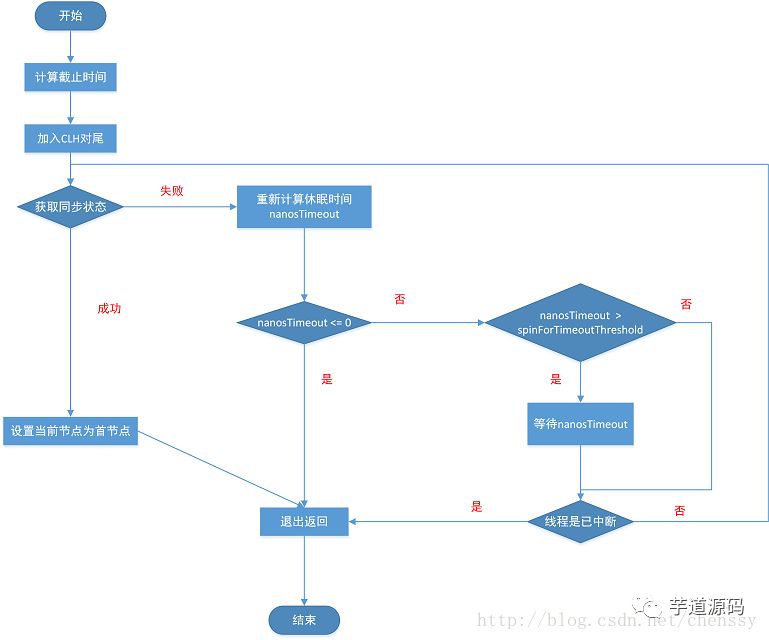 开始
计算截止时间
加入CLH对尾
获取同步状态
失败
重新计算休眠时间
nanosTimeout
成功
nanosTimeout <= 0
否
nanosTimeout >
spinForTimeoutThreshold
否
是
是
等待nanosTimeout
设置当前节点为首节点
退出返回
是
线程是已中断
否
结束
芋道源码
http://blog.csdn.net/chenssy